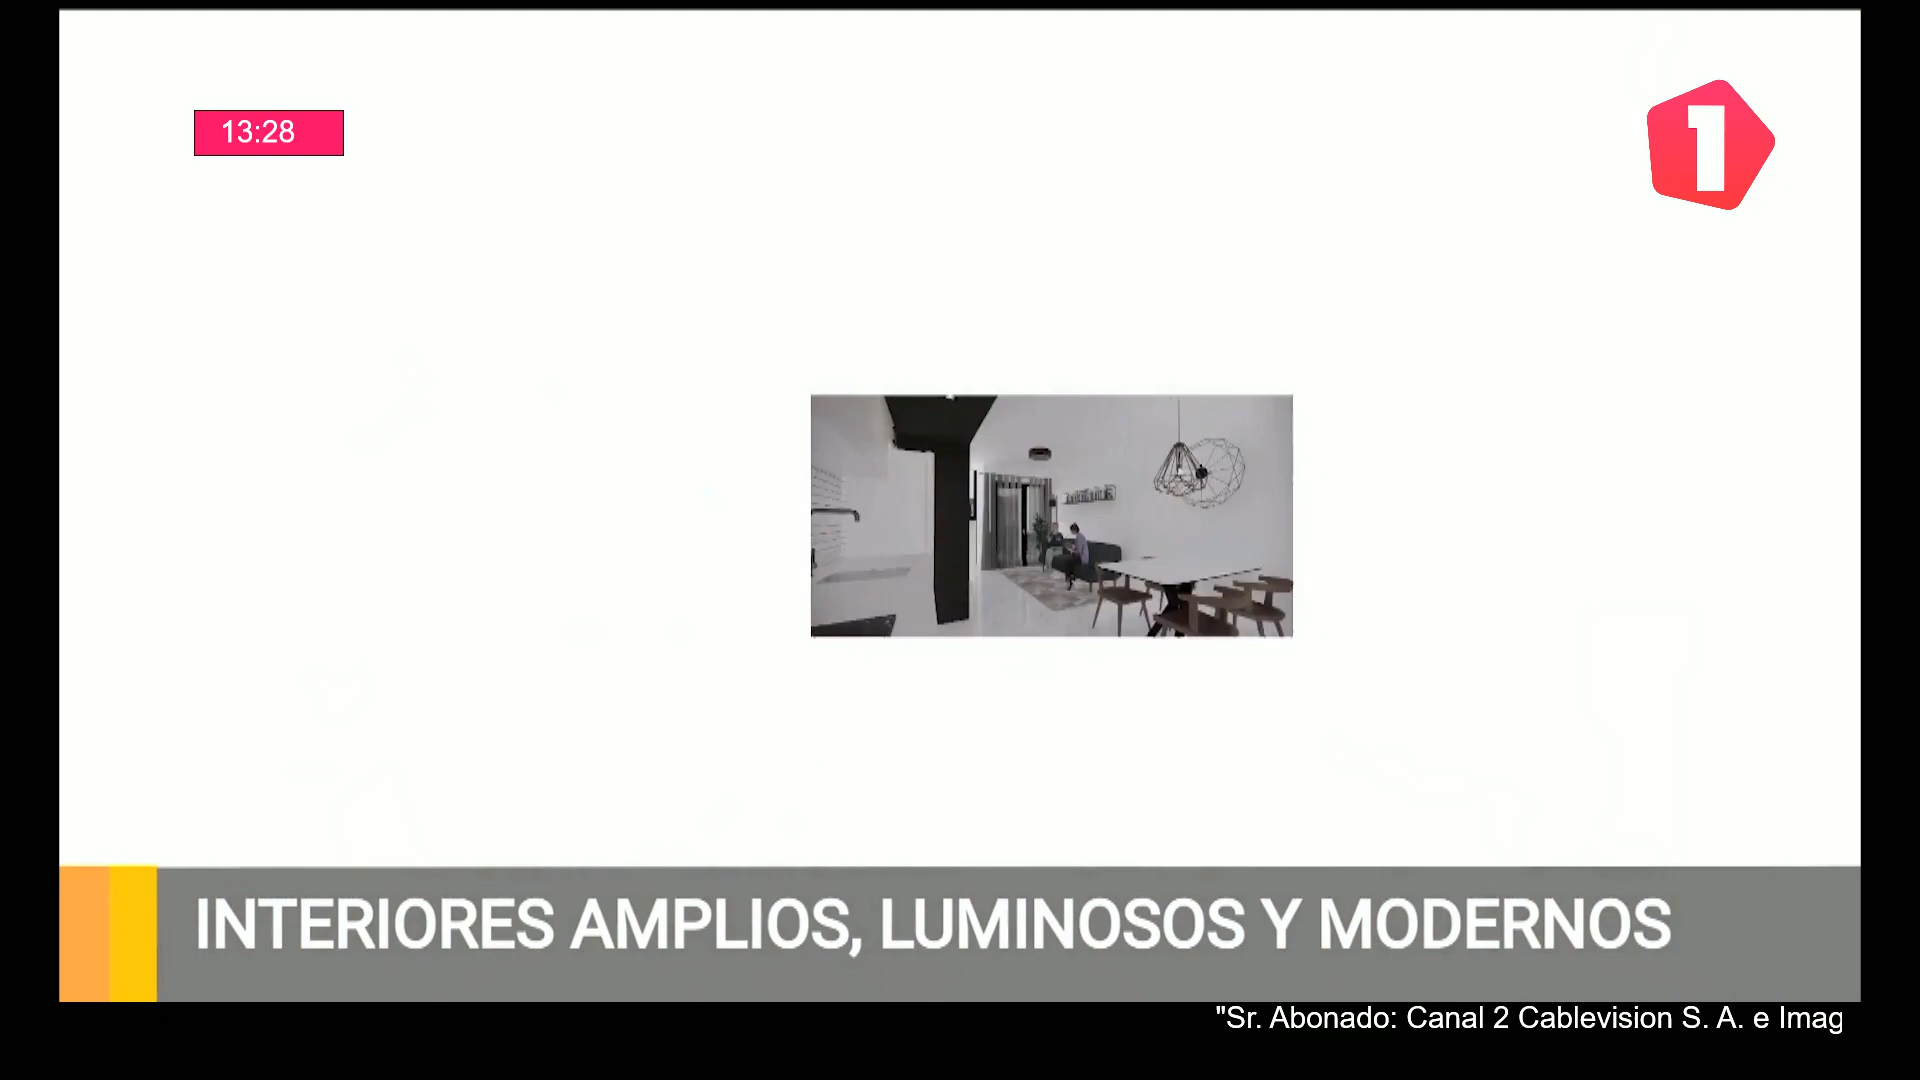 13:28
1
INTERIORES AMPLIOS, LUMINOSOS Y MODERNOS
"Sr. Abonado: Canal 2 Cablevision S. A. e Imag